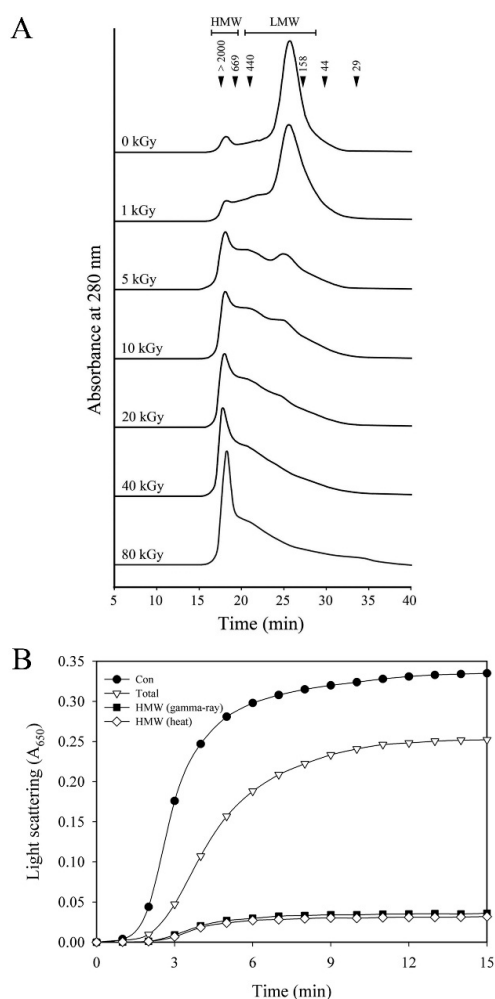 A
HMW LMW
> 2000 669 440 158 44 29
0 kGy
1 kGy
5 kGy
10 kGy
20 kGy
40 kGy
80 kGy
Absorbance at 280 nm
5 10 15 20 25 30 35 40
Time (min)
B
0.35
0.30
0.25
0.20
0.15
0.10
0.05
0.00
Con
Total
HMW (gamma-ray)
HMW (heat)
Light scattering (A650)
0 3 6 9 12 15
Time (min)